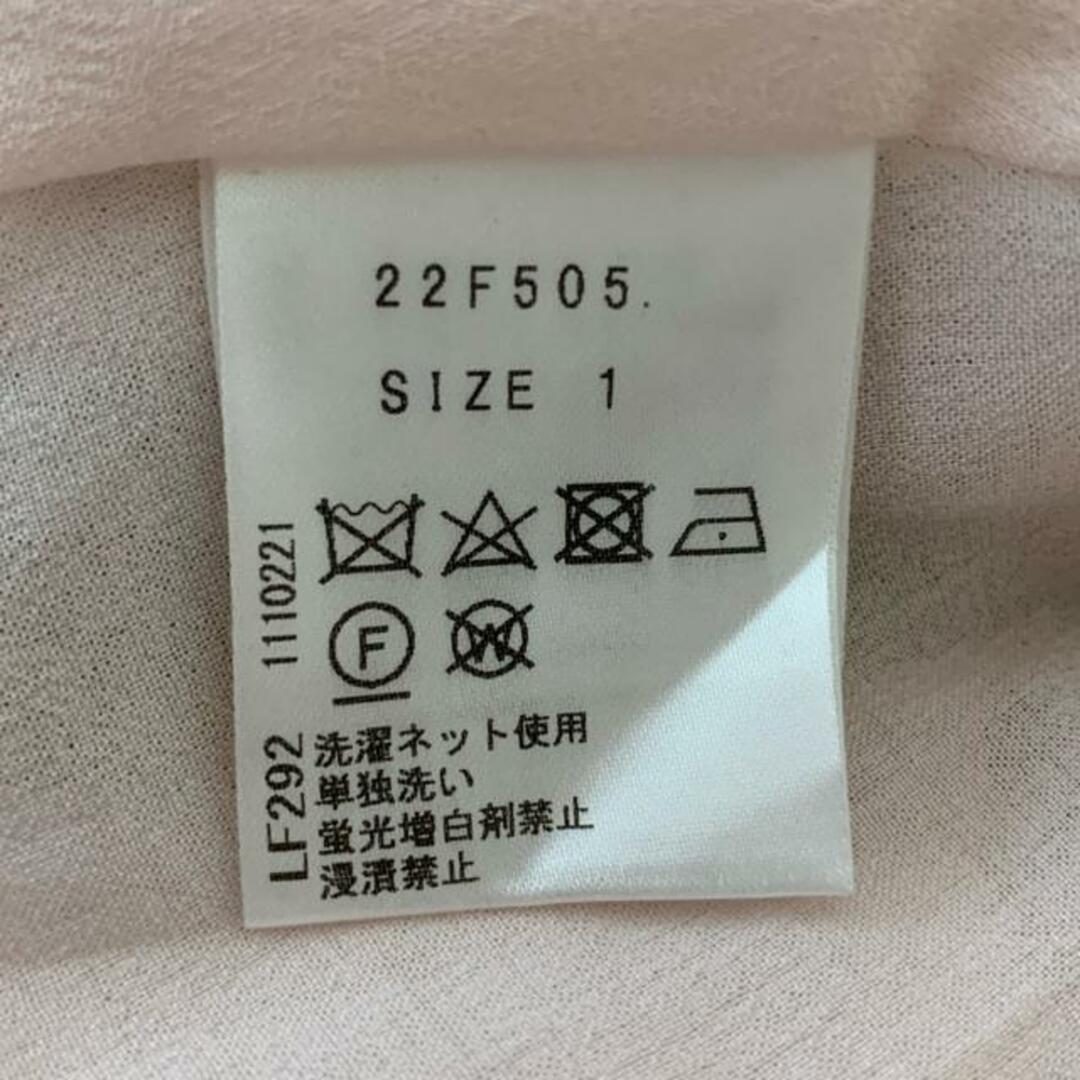 22F505.
SIZE 1
1110221
F
W
LF292
洗濯ネット使用
単独洗い
蛍光増白剤禁止
浸漬禁止